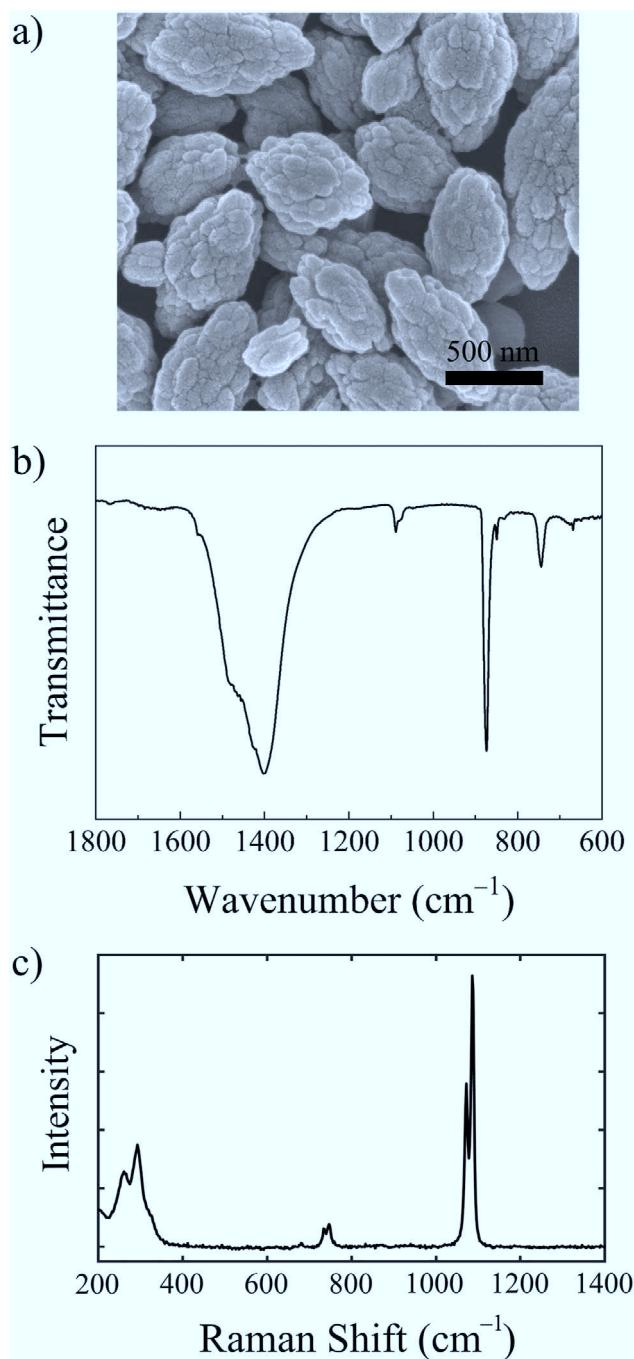 a)
500 nm
b)
Transmittance
1800 1600 1400 1200 1000 800 600
Wavenumber (cm⁻¹)
c)
Intensity
200 400 600 800 1000 1200 1400
Raman Shift (cm⁻¹)